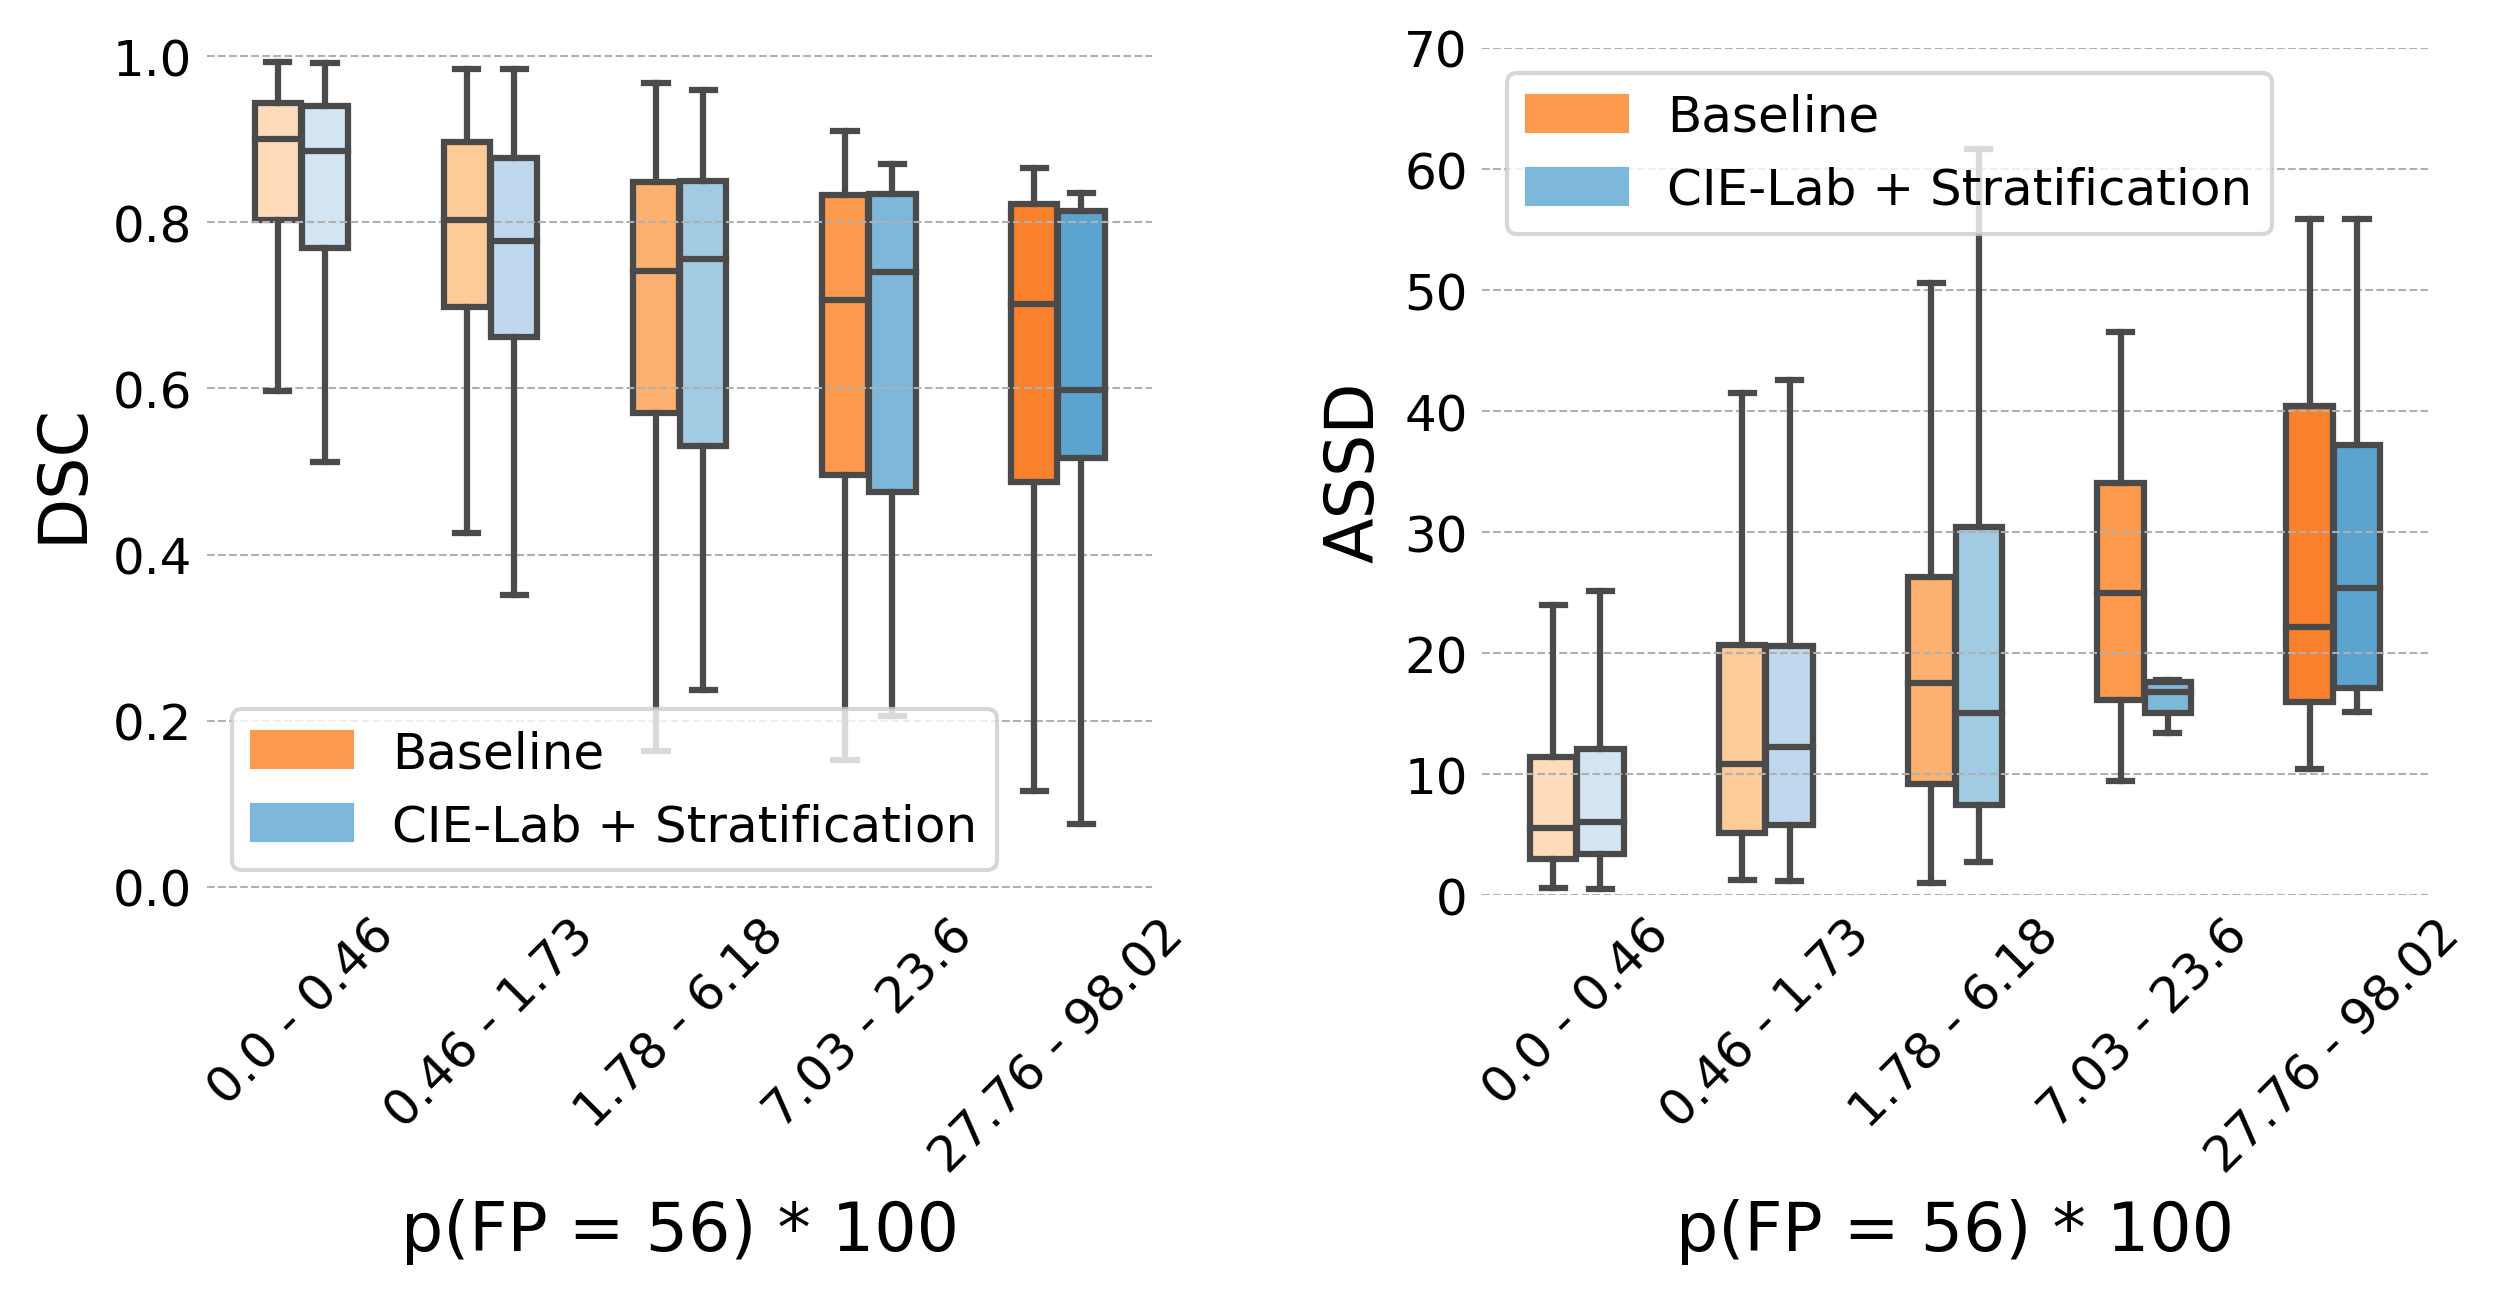 1.0
0.8
0.6
0.4
0.2
0.0
DSC
Baseline
CIE-Lab + Stratification
0.0 - 0.46
0.46 - 1.73
1.78 - 6.18
7.03 - 23.6
27.76 - 98.02
p(FP = 56) * 100
70
60
50
40
30
20
10
0
ASSD
Baseline
CIE-Lab + Stratification
0.0 - 0.46
0.46 - 1.73
1.78 - 6.18
7.03 - 23.6
27.76 - 98.02
p(FP = 56) * 100